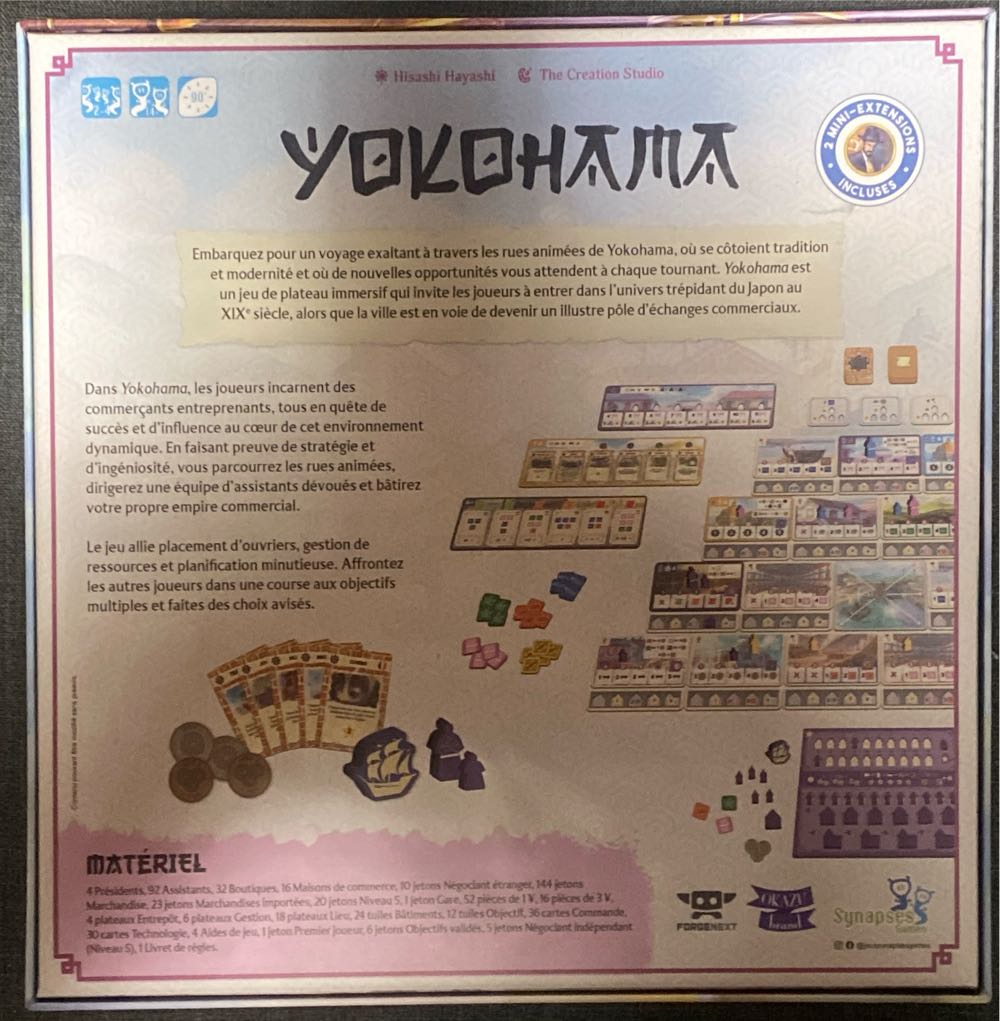 Hisashi Hayashi The Creation Studio
2-4
14+
90'
YOKOHAMA
2 MINI-EXTENSIONS
INCLUSES
Embarquez pour un voyage exaltant à travers les rues animées de Yokohama, où se côtoient tradition
et modernité et où de nouvelles opportunités vous attendent à chaque tournant. Yokohama est
un jeu de plateau immersif qui invite les joueurs à entrer dans l'univers trépidant du Japon au
XIXe siècle, alors que la ville est en voie de devenir un illustre pôle d'échanges commerciaux.
Dans Yokohama, les joueurs incarnent des
commerçants entreprenants, tous en quête de
succès et d'influence au cœur de cet environnement
dynamique. En faisant preuve de stratégie et
d'ingéniosité, vous parcourrez les rues animées,
dirigerez une équipe d'assistants dévoués et bâtirez
votre propre empire commercial.
Le jeu allie placement d'ouvriers, gestion de
ressources et planification minutieuse. Affrontez
les autres joueurs dans une course aux objectifs
multiples et faites des choix avisés.
Contenu pouvant être modifié sans préavis.
MATÉRIEL
4 Présidents, 92 Assistants, 32 Boutiques, 16 Maisons de commerce, 10 jetons Négociant étranger, 144 jetons
Marchandise, 23 jetons Marchandises importées, 20 jetons Niveau 5, 1 jeton Gare, 52 pièces de 1 ¥, 16 pièces de 3 ¥,
4 plateaux Entrepôt, 6 plateaux Gestion, 18 plateaux Lieu, 24 tuiles Bâtiments, 12 tuiles Objectif, 36 cartes Commande,
30 cartes Technologie, 4 Aides de jeu, 1 jeton Premier joueur, 6 jetons Objectifs validés, 5 jetons Négociant indépendant
(Niveau 5), 1 Livret de règles.
FORGENEXT
OKAZU
brand
Synapses
Games